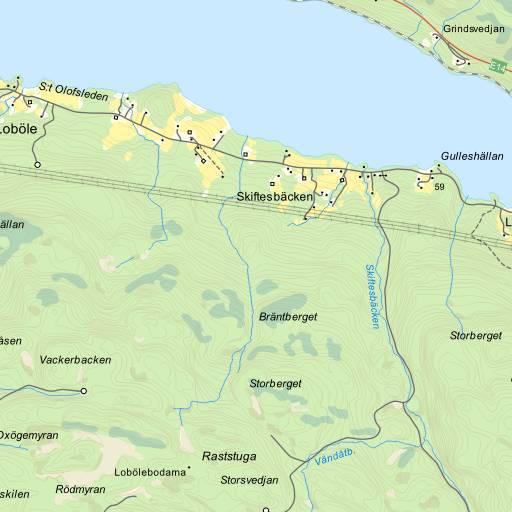 Grindsvedjan
E14
S:t Olofsleden
Loböle
Gulleshällan
59
Skiftesbäcken
L
ällan
Skiftesbäcken
Bräntberget
Storberget
åsen
Vackerbacken
Storberget
Oxögemyran
Raststuga
Vändåtb.
Lobölebodarna
Storsvedjan
Rödmyran
skilen